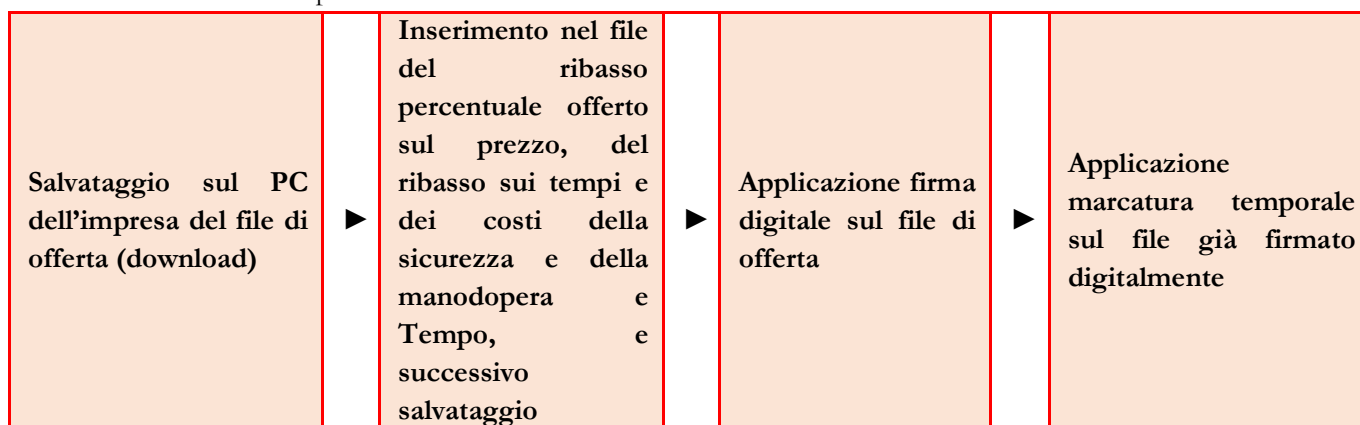 Salvataggio sul PC
dell'impresa del file di
offerta (download)
►
Inserimento nel file
del ribasso
percentuale offerto
sul prezzo, del
ribasso sui tempi e
dei costi della
sicurezza e della
manodopera e
Tempo, e
successivo
salvataggio
►
Applicazione firma
digitale sul file di
offerta
►
Applicazione
marcatura temporale
sul file già firmato
digitalmente